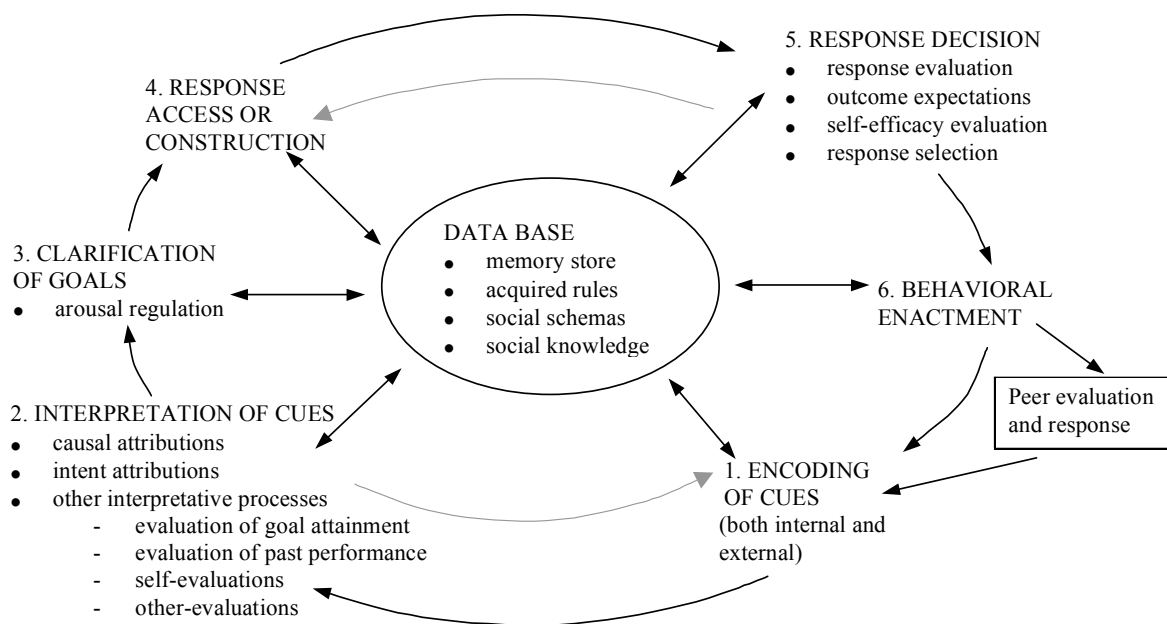 5. RESPONSE DECISION
● response evaluation
● outcome expectations
● self-efficacy evaluation
● response selection
4. RESPONSE
ACCESS OR
CONSTRUCTION
DATA BASE
● memory store
● acquired rules
● social schemas
● social knowledge
3. CLARIFICATION
OF GOALS
● arousal regulation
6. BEHAVIORAL
ENACTMENT
Peer evaluation
and response
2. INTERPRETATION OF CUES
● causal attributions
● intent attributions
● other interpretative processes
- evaluation of goal attainment
- evaluation of past performance
- self-evaluations
- other-evaluations
1. ENCODING
OF CUES
(both internal and
external)